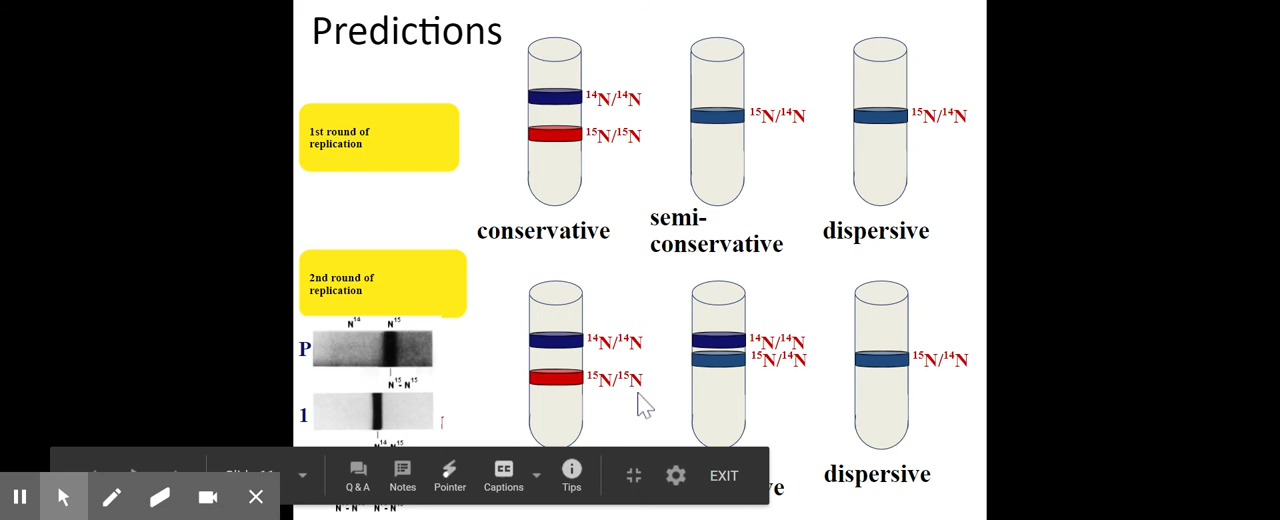 Predictions
1st round of
replication
¹⁴N/¹⁴N
¹⁵N/¹⁵N
conservative
¹⁵N/¹⁴N
semi-
conservative
¹⁵N/¹⁴N
dispersive
2nd round of
replication
N¹⁴ N¹⁵
P
N¹⁵ - N¹⁵
1
¹⁴N/¹⁴N
¹⁵N/¹⁵N
¹⁴N/¹⁴N
¹⁵N/¹⁴N
¹⁵N/¹⁴N
dispersive
Q & A
Notes
Pointer
CC
Captions
Tips
EXIT